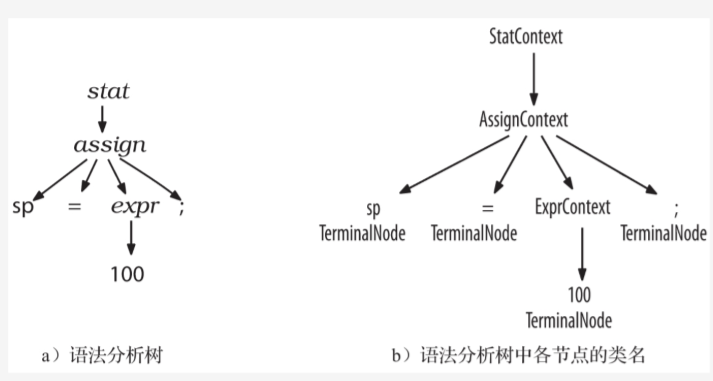 stat
assign
sp = expr ;
100
a）语法分析树
StatContext
AssignContext
sp = ExprContext ;
TerminalNode TerminalNode TerminalNode
100
TerminalNode
b）语法分析树中各节点的类名